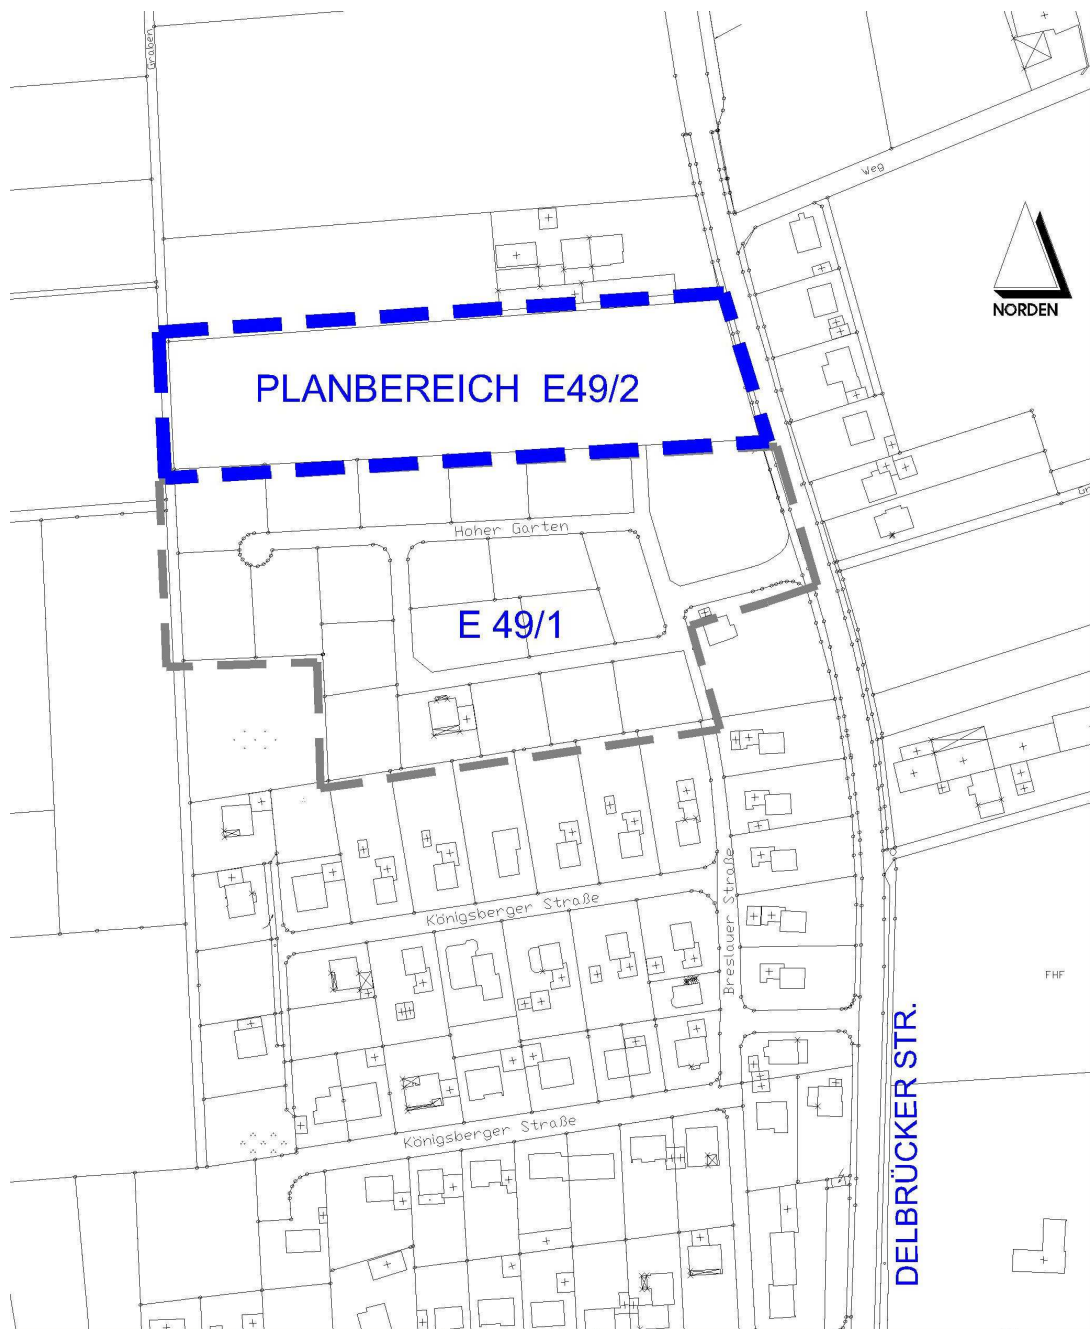 Graben
Weg
NORDEN
PLANBEREICH E49/2
Hoher Garten
E 49/1
Königsberger Straße
Breslauer Straße
FHF
DELBRÜCKER STR.
Königsberger Straße